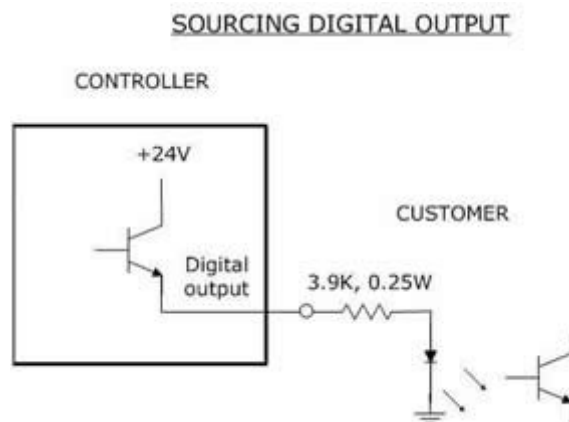 SOURCING DIGITAL OUTPUT
CONTROLLER
+24V
CUSTOMER
Digital
output
3.9K, 0.25W